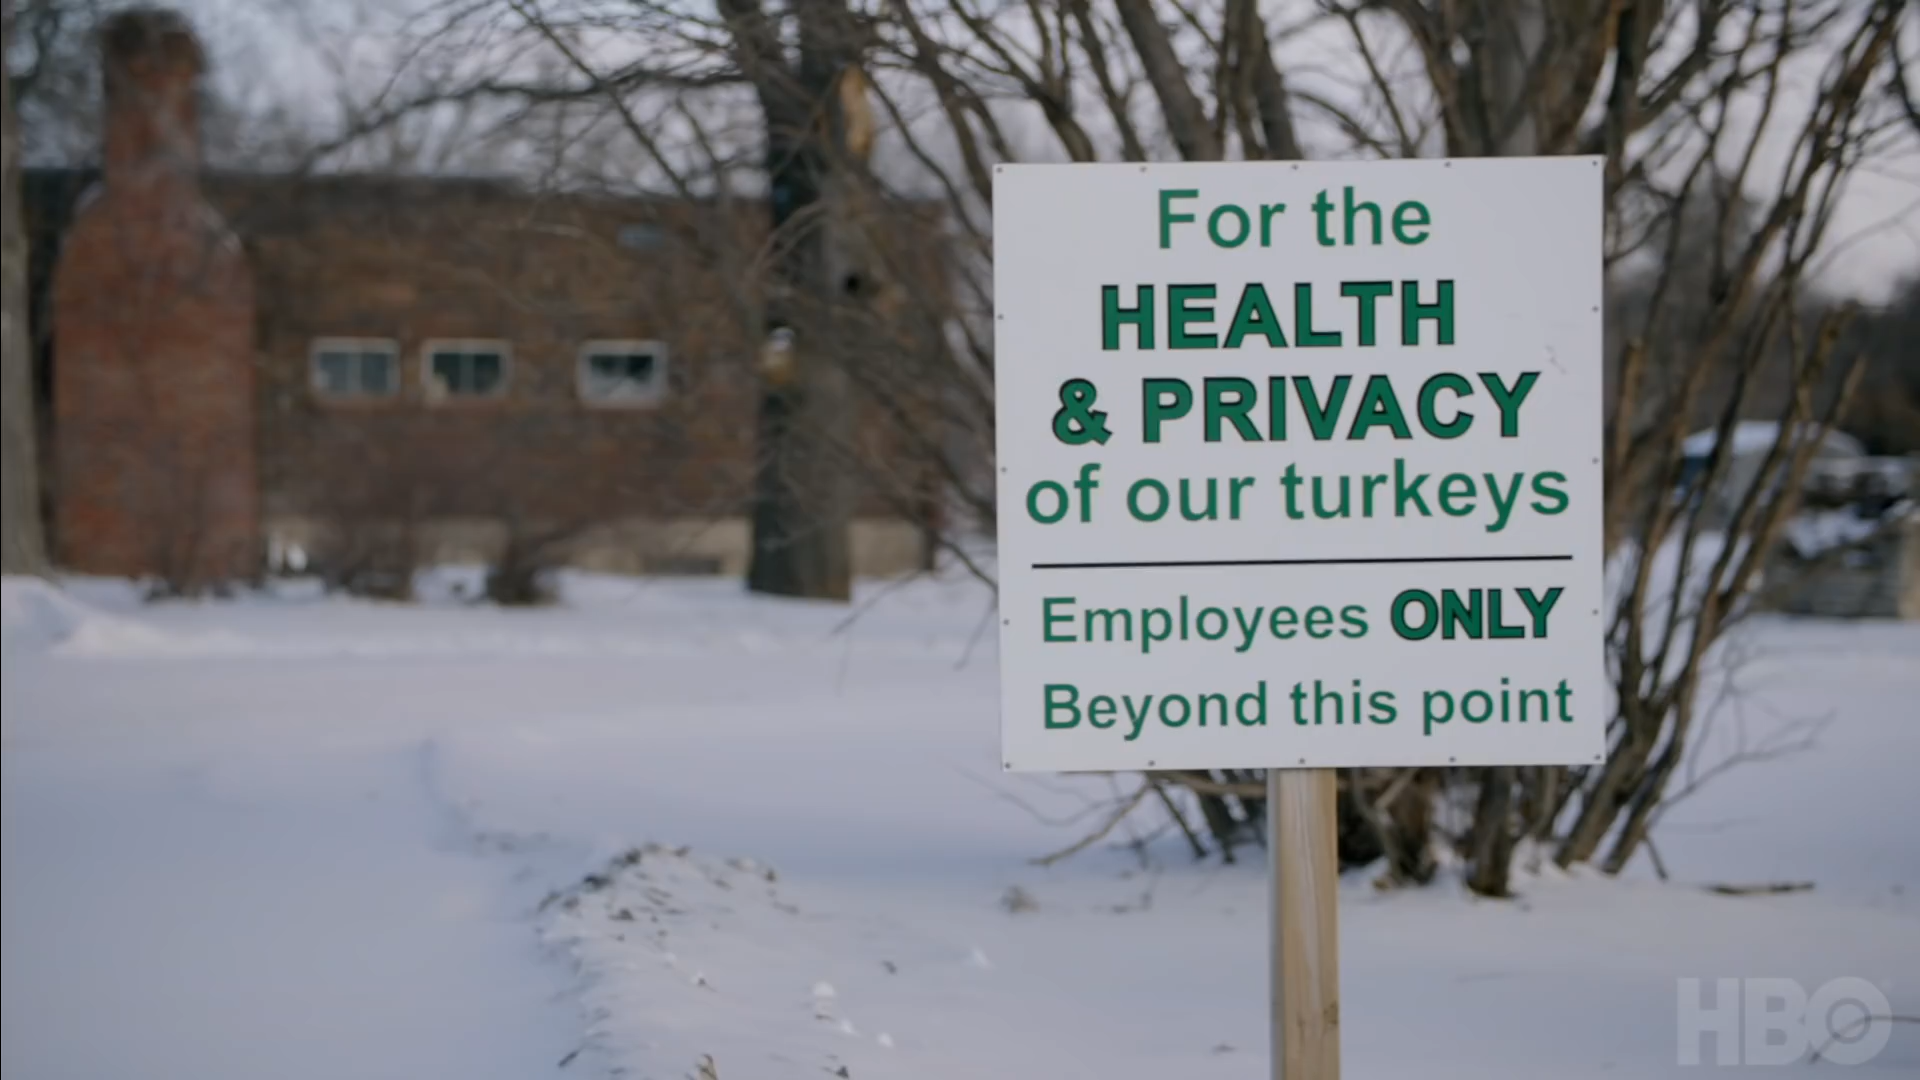 For the
HEALTH
& PRIVACY
of our turkeys
Employees ONLY
Beyond this point
HBO